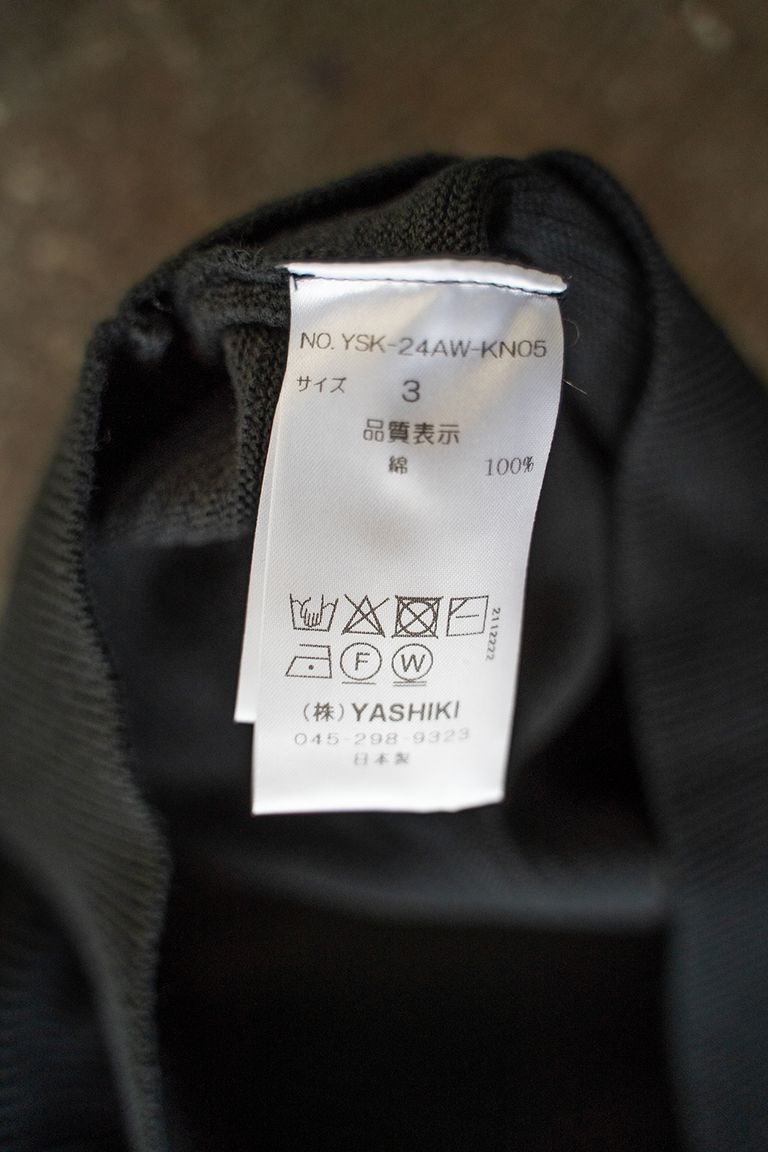 NO. YSK-24AW-KN05
サイズ 3
品質表示
綿 100%
2112222
F W
(株) YASHIKI
045-298-9323
日本製